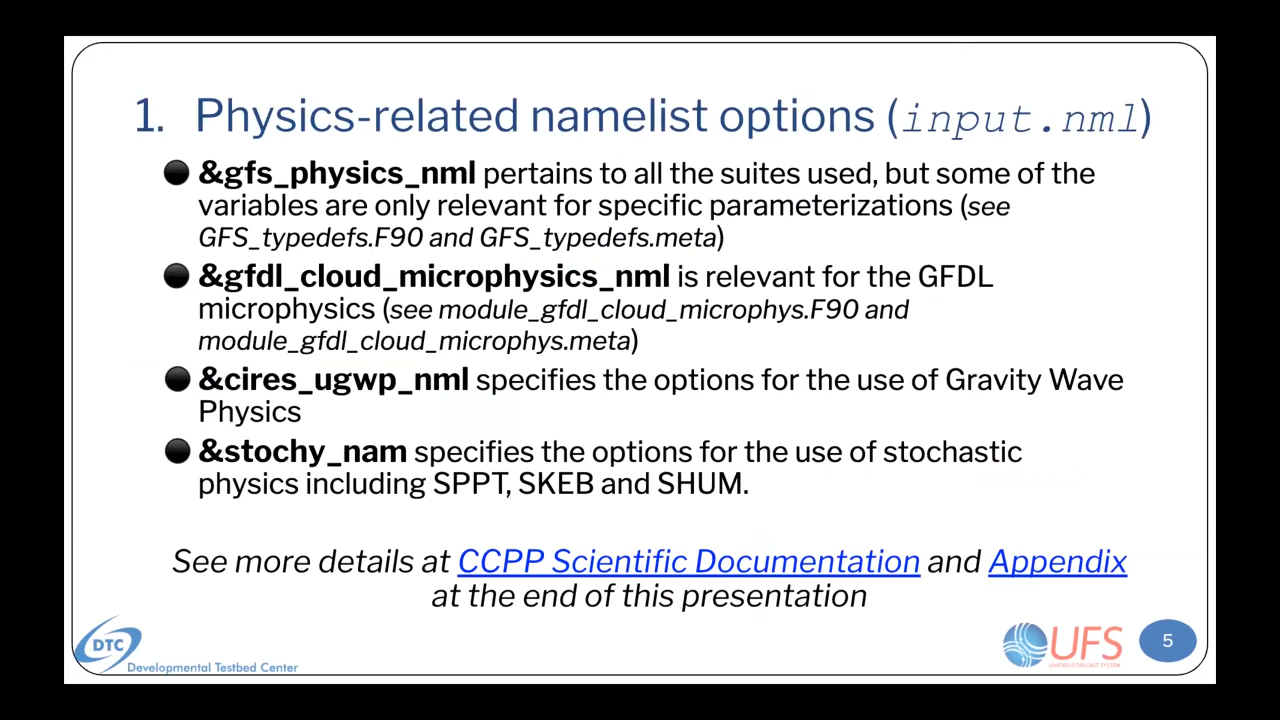 1. Physics-related namelist options (input.nml)
● &gfs_physics_nml pertains to all the suites used, but some of the
variables are only relevant for specific parameterizations (see
GFS_typedefs.F90 and GFS_typedefs.meta)
● &gfdl_cloud_microphysics_nml is relevant for the GFDL
microphysics (see module_gfdl_cloud_microphys.F90 and
module_gfdl_cloud_microphys.meta)
● &cires_ugwp_nml specifies the options for the use of Gravity Wave
Physics
● &stochy_nam specifies the options for the use of stochastic
physics including SPPT, SKEB and SHUM.
See more details at CCPP Scientific Documentation and Appendix
at the end of this presentation
DTC
Developmental Testbed Center
UFS
UNIFIED FORECAST SYSTEM
5